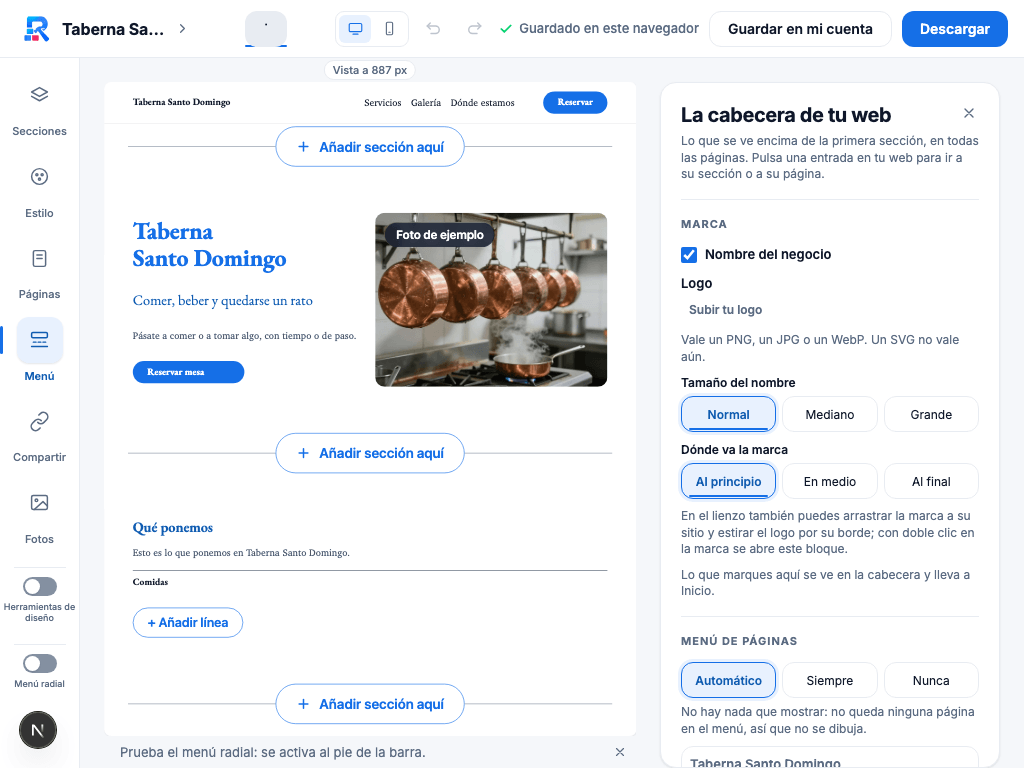 Taberna Sa...
Guardado en este navegador
Guardar en mi cuenta
Descargar
Vista a 887 px
Secciones
Estilo
Páginas
Menú
Compartir
Fotos
Herramientas de
diseño
Menú radial
N
Taberna Santo Domingo
Servicios
Galería
Dónde estamos
Reservar
+ Añadir sección aquí
Taberna
Santo Domingo
Comer, beber y quedarse un rato
Pásate a comer o a tomar algo, con tiempo o de paso.
Reservar mesa
Foto de ejemplo
+ Añadir sección aquí
Qué ponemos
Esto es lo que ponemos en Taberna Santo Domingo.
Comidas
+ Añadir línea
+ Añadir sección aquí
Prueba el menú radial: se activa al pie de la barra.
La cabecera de tu web
Lo que se ve encima de la primera sección, en todas
las páginas. Pulsa una entrada en tu web para ir a
su sección o a su página.
MARCA
Nombre del negocio
Logo
Subir tu logo
Vale un PNG, un JPG o un WebP. Un SVG no vale
aún.
Tamaño del nombre
Normal
Mediano
Grande
Dónde va la marca
Al principio
En medio
Al final
En el lienzo también puedes arrastrar la marca a su
sitio y estirar el logo por su borde; con doble clic en
la marca se abre este bloque.
Lo que marques aquí se ve en la cabecera y lleva a
Inicio.
MENÚ DE PÁGINAS
Automático
Siempre
Nunca
No hay nada que mostrar: no queda ninguna página
en el menú, así que no se dibuja.
Taberna Santo Domingo